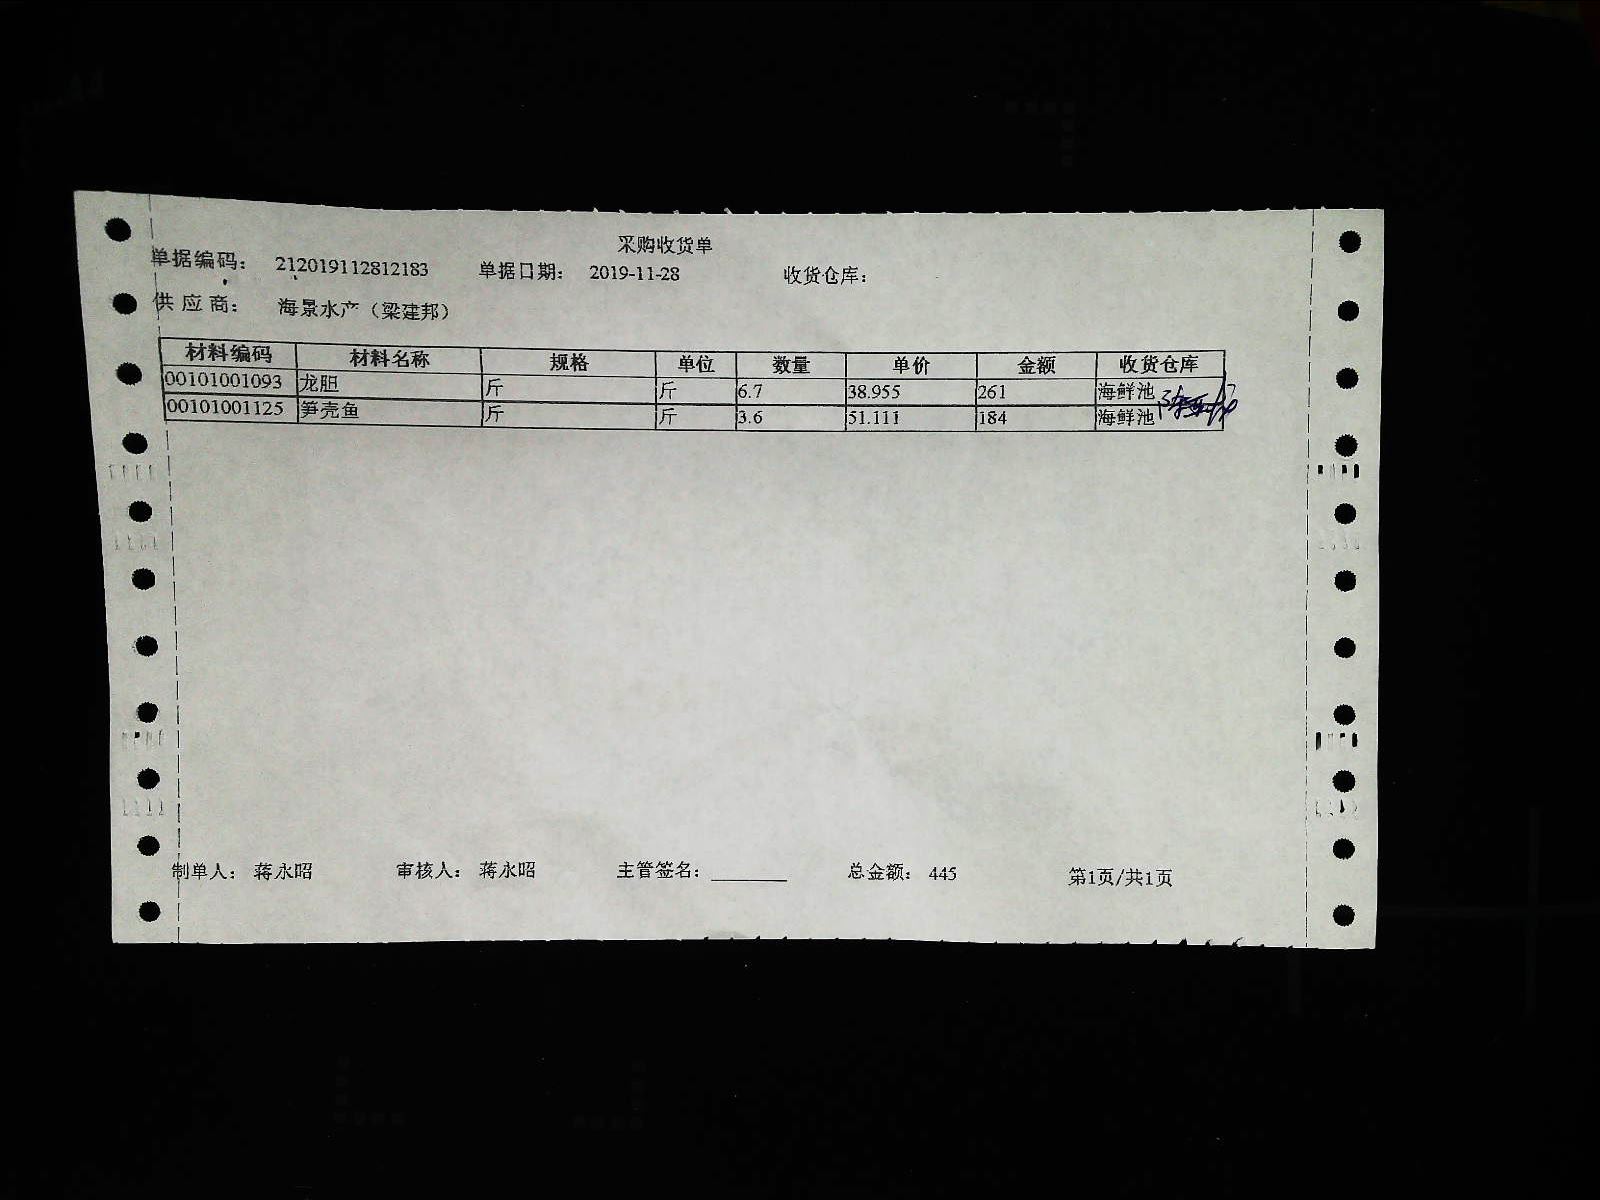 采购收货单
单据编码： 212019112812183 单据日期： 2019-11-28 收货仓库：
供应商： 海景水产（梁建邦）
材料编码 材料名称 规格 单位 数量 单价 金额 收货仓库
00101001093 龙胆 斤 斤 6.7 38.955 261 海鲜池
00101001125 笋壳鱼 斤 斤 3.6 51.111 184 海鲜池
制单人： 蒋永昭 审核人： 蒋永昭 主管签名： 总金额： 445 第1页/共1页